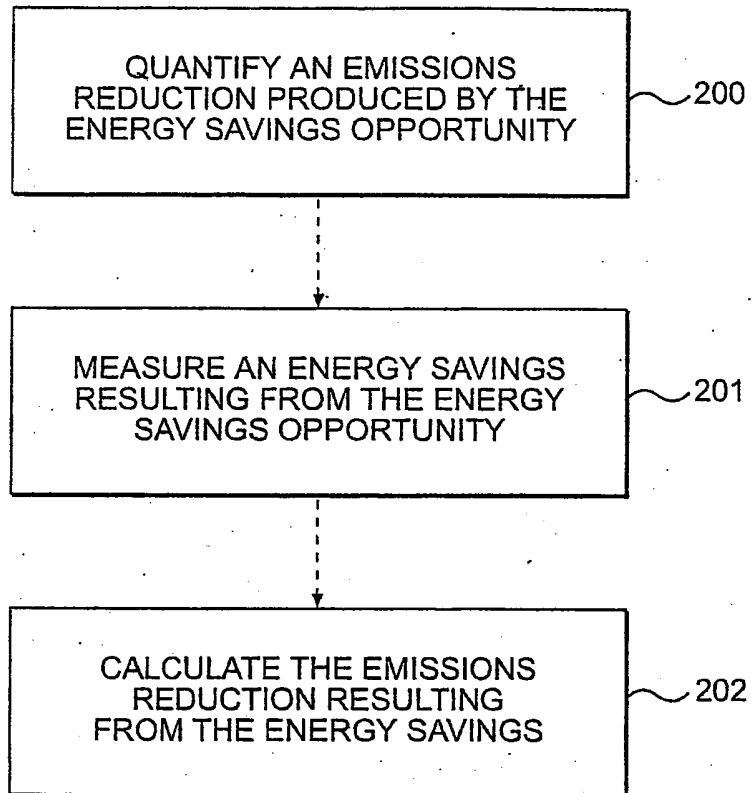 QUANTIFY AN EMISSIONS
REDUCTION PRODUCED BY THE
ENERGY SAVINGS OPPORTUNITY
200
MEASURE AN ENERGY SAVINGS
RESULTING FROM THE ENERGY
SAVINGS OPPORTUNITY
201
CALCULATE THE EMISSIONS
REDUCTION RESULTING
FROM THE ENERGY SAVINGS
202